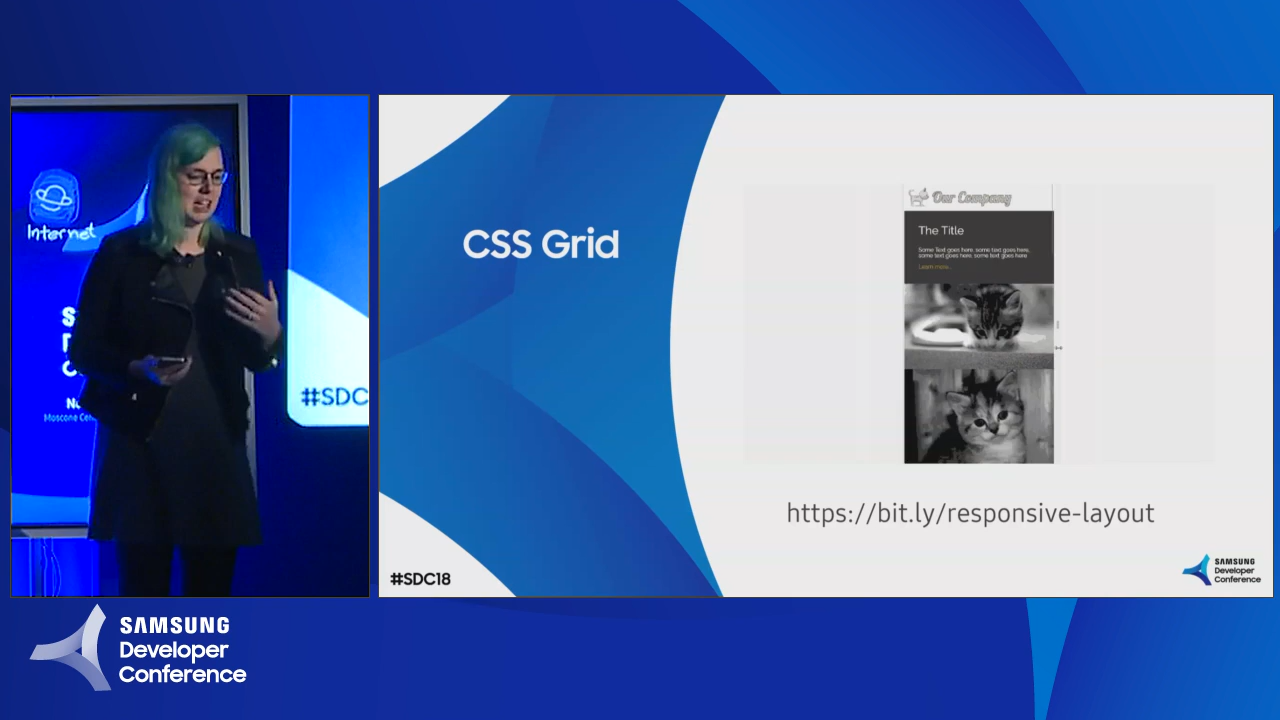 Internet
#SDC
Moscone
CSS Grid
Our Company
The Title
Some Text goes here, some text goes here,
some text goes here, some text goes here
Learn more...
https://bit.ly/responsive-layout
#SDC18
SAMSUNG
Developer
Conference
SAMSUNG
Developer
Conference